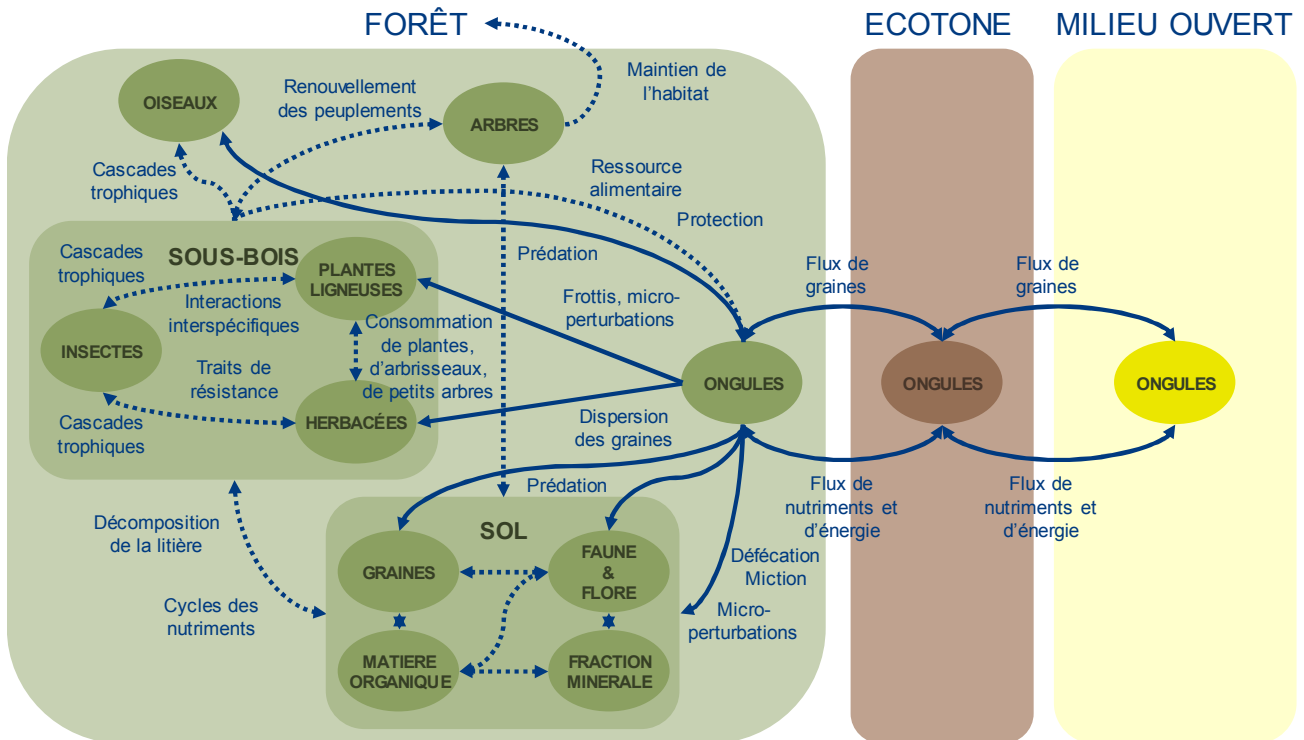 FORÊT
ECOTONE
MILIEU OUVERT
OISEAUX
Renouvellement
des peuplements
ARBRES
Maintien de
l'habitat
Cascades
trophiques
Ressource
alimentaire
Protection
Prédation
SOUS-BOIS
Cascades
trophiques
PLANTES
LIGNEUSES
Interactions
interspécifiques
INSECTES
Traits de
résistance
Consommation
de plantes,
d'arbrisseaux,
de petits arbres
Cascades
trophiques
HERBACÉES
Frottis, micro-
perturbations
ONGULES
Flux de
graines
ONGULES
Flux de
graines
ONGULES
Dispersion
des graines
Prédation
Flux de
nutriments et
d'énergie
Flux de
nutriments et
d'énergie
Décomposition
de la litière
Cycles des
nutriments
SOL
GRAINES
FAUNE
&
FLORE
Défécation
Miction
Micro-
perturbations
MATIERE
ORGANIQUE
FRACTION
MINERALE